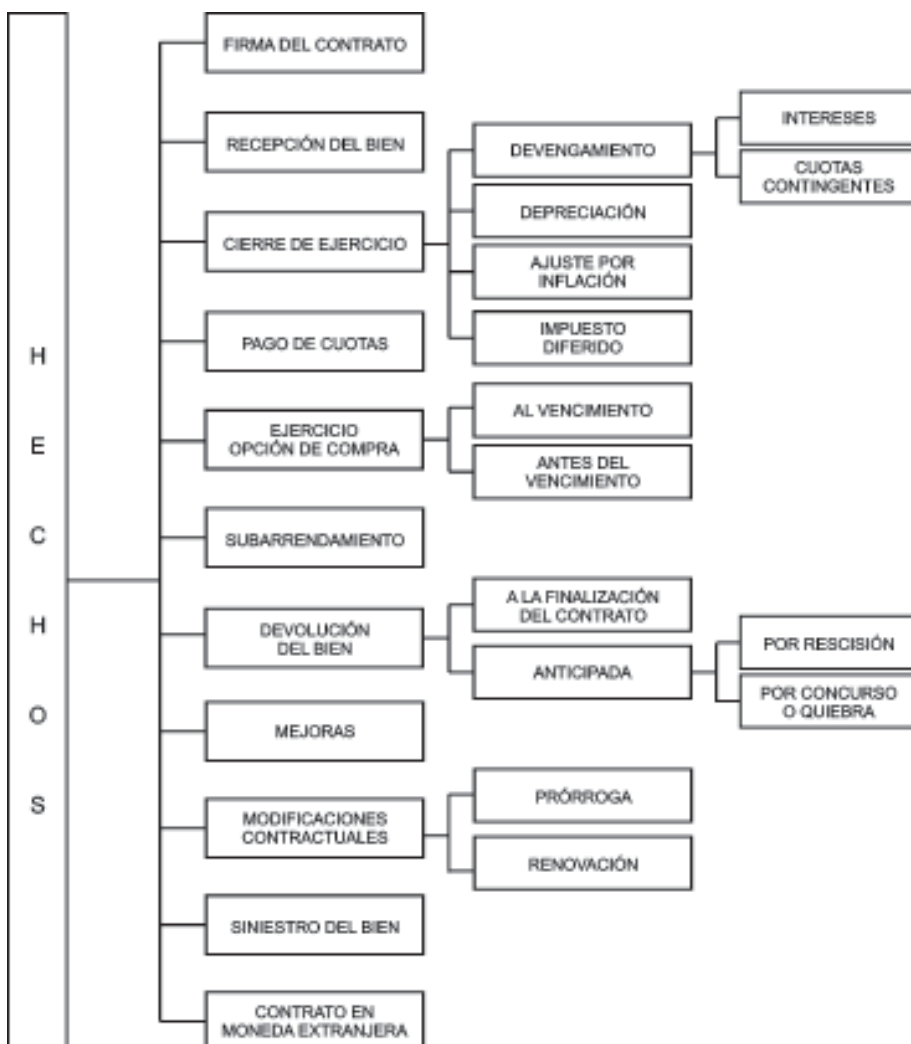 HECHOS
FIRMA DEL CONTRATO
RECEPCIÓN DEL BIEN
CIERRE DE EJERCICIO
DEVENGAMIENTO
INTERESES
CUOTAS
CONTINGENTES
DEPRECIACIÓN
AJUSTE POR
INFLACIÓN
IMPUESTO
DIFERIDO
PAGO DE CUOTAS
EJERCICIO
OPCIÓN DE COMPRA
AL VENCIMIENTO
ANTES DEL
VENCIMIENTO
SUBARRENDAMIENTO
DEVOLUCIÓN
DEL BIEN
A LA FINALIZACIÓN
DEL CONTRATO
ANTICIPADA
POR RESCISIÓN
POR CONCURSO
O QUIEBRA
MEJORAS
MODIFICACIONES
CONTRACTUALES
PRÓRROGA
RENOVACIÓN
SINIESTRO DEL BIEN
CONTRATO EN
MONEDA EXTRANJERA